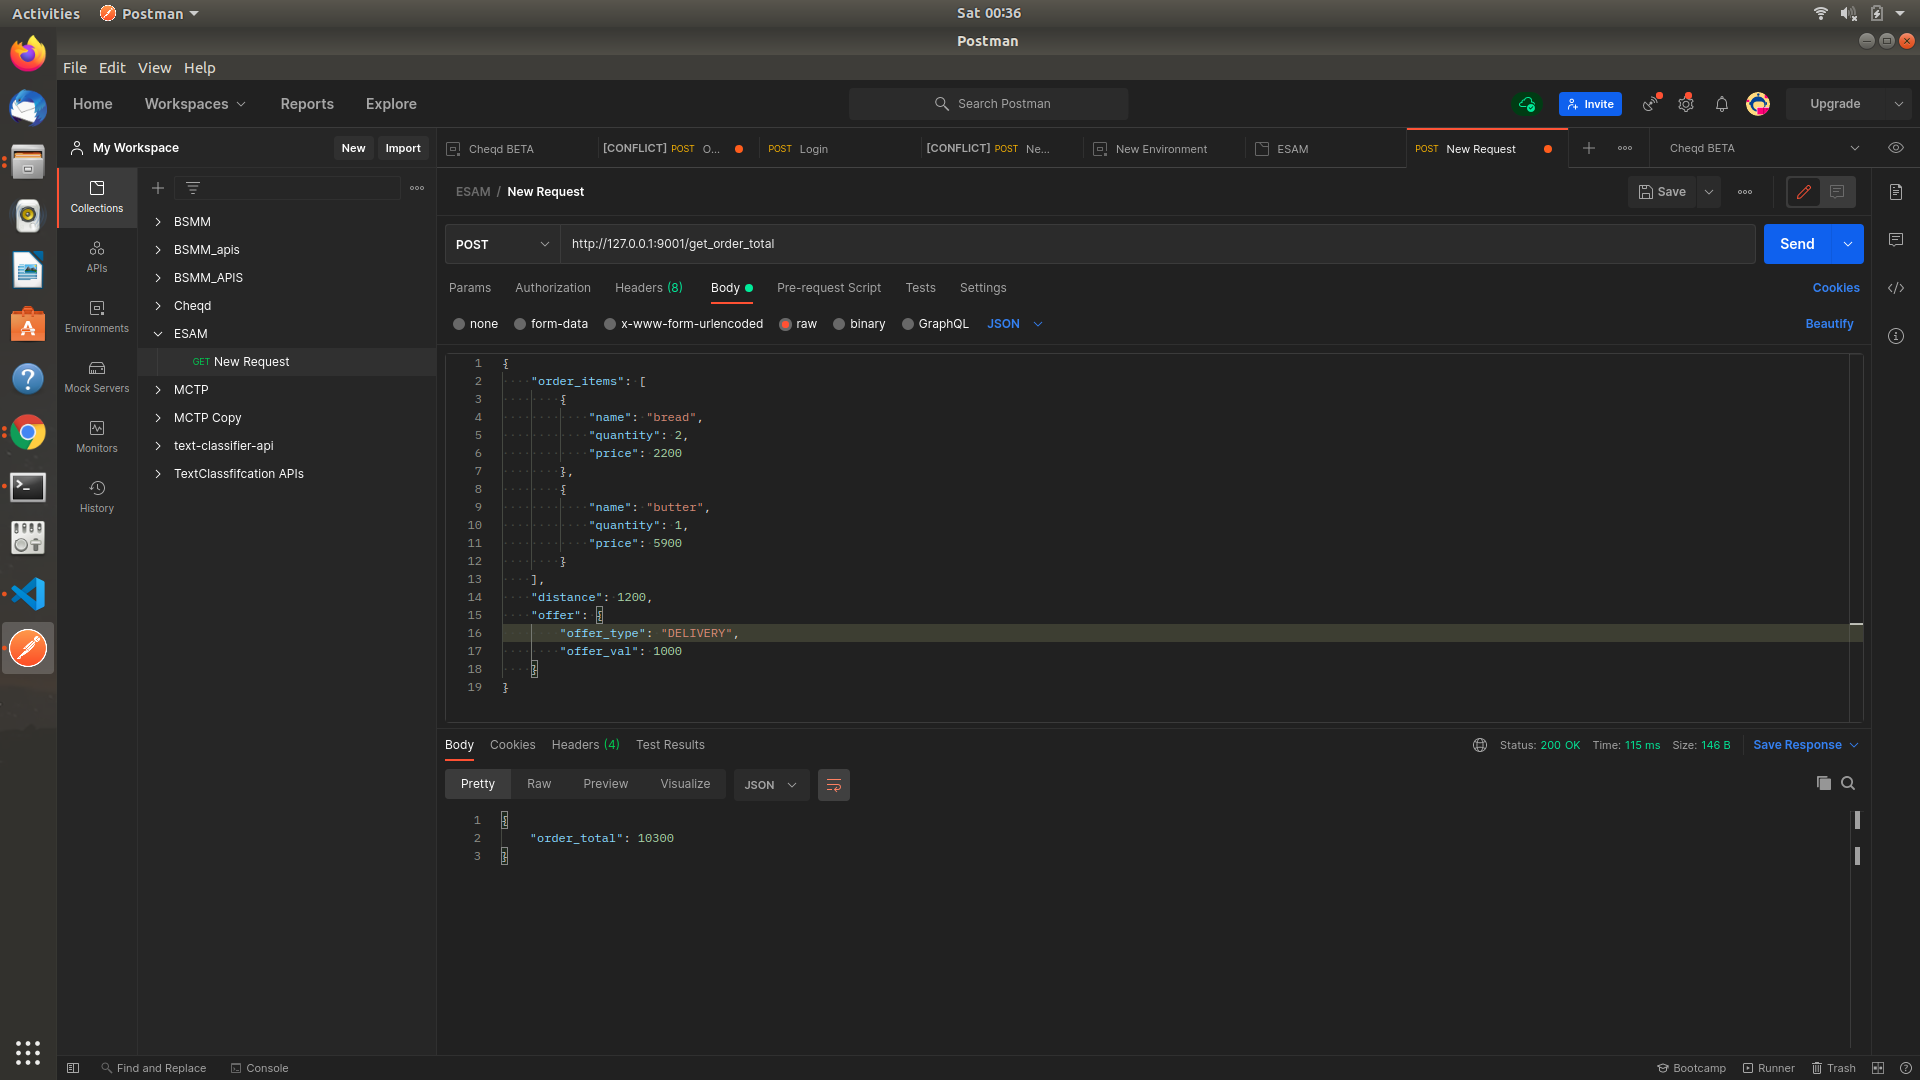 Activities
Postman
Sat 00:36
Postman
File Edit View Help
Home
Workspaces
Reports
Explore
Search Postman
Invite
Upgrade
My Workspace
New
Import
Cheqd BETA
[CONFLICT] POST O...
POST Login
[CONFLICT] POST Ne...
New Environment
ESAM
POST New Request
Cheqd BETA
Collections
APIs
Environments
Mock Servers
Monitors
History
BSMM
BSMM_apis
BSMM_APIS
Cheqd
ESAM
GET New Request
MCTP
MCTP Copy
text-classifier-api
TextClassfifcation APIs
ESAM / New Request
Save
POST
http://127.0.0.1:9001/get_order_total
Send
Params
Authorization
Headers (8)
Body
Pre-request Script
Tests
Settings
Cookies
none
form-data
x-www-form-urlencoded
raw
binary
GraphQL
JSON
Beautify
1 {
2 "order_items": [
3 {
4 "name": "bread",
5 "quantity": 2,
6 "price": 2200
7 },
8 {
9 "name": "butter",
10 "quantity": 1,
11 "price": 5900
12 }
13 ],
14 "distance": 1200,
15 "offer": {
16 "offer_type": "DELIVERY",
17 "offer_val": 1000
18 }
19 }
Body
Cookies
Headers (4)
Test Results
Status: 200 OK
Time: 115 ms
Size: 146 B
Save Response
Pretty
Raw
Preview
Visualize
JSON
1 {
2 "order_total": 10300
3 }
Find and Replace
Console
Bootcamp
Runner
Trash